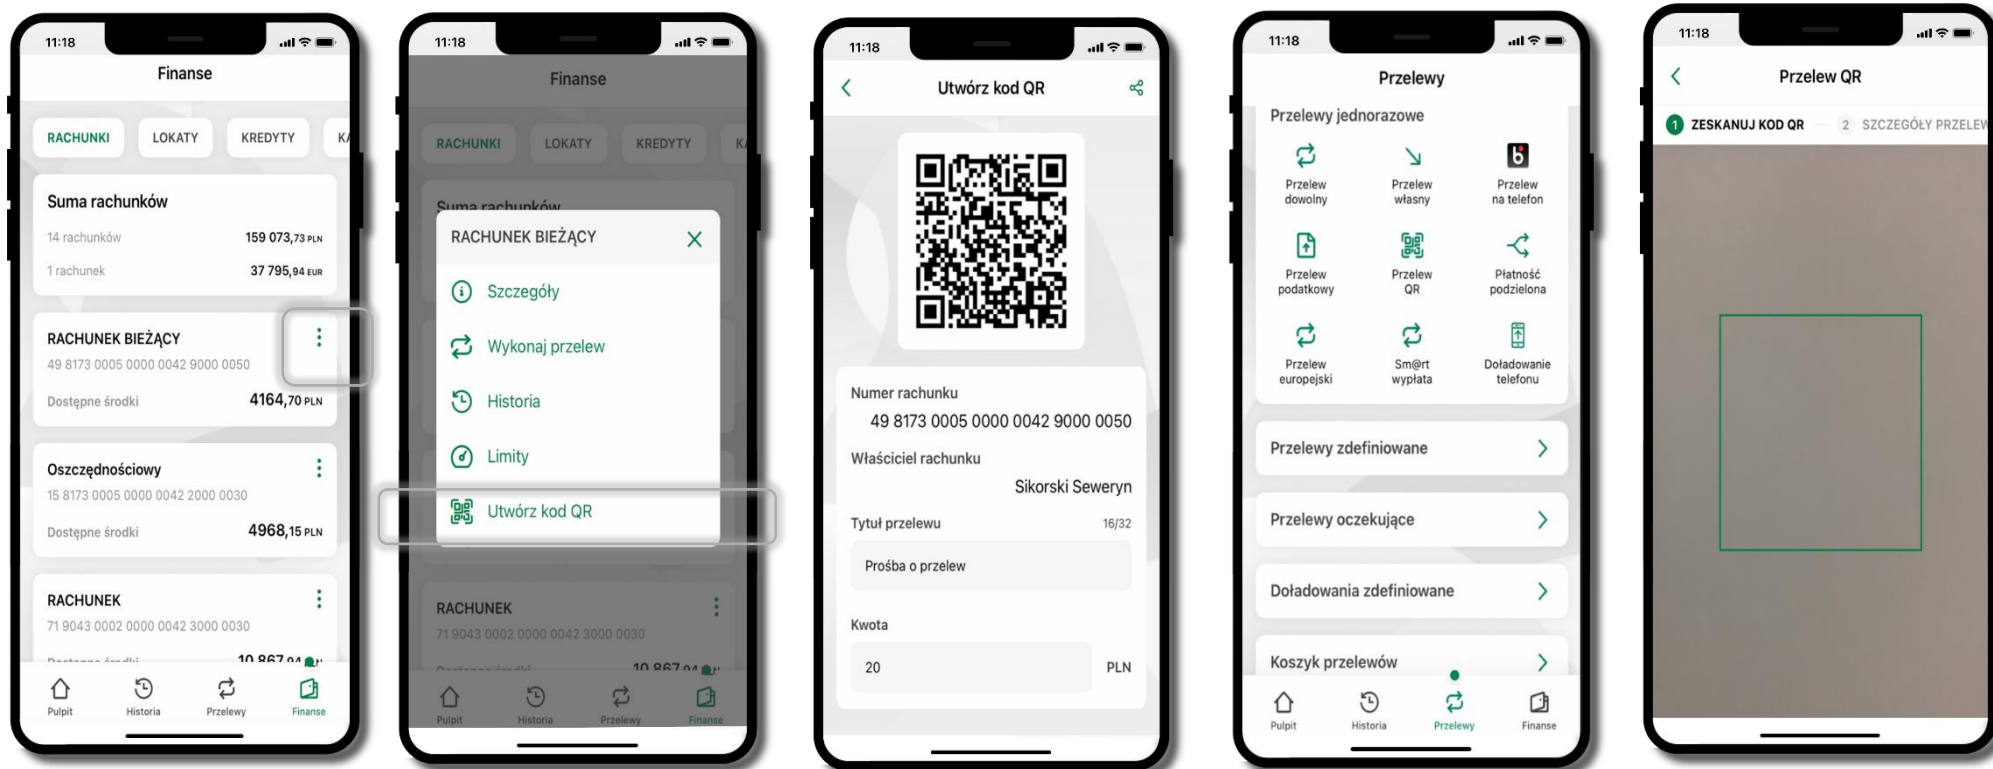 11:18
Finanse
RACHUNKI LOKATY KREDYTY
Suma rachunków
14 rachunków 159 073,73 PLN
1 rachunek 37 795,94 EUR
RACHUNEK BIEŻĄCY
49 8173 0005 0000 0042 9000 0050
Dostępne środki 4164,70 PLN
Oszczędnościowy
15 8173 0005 0000 0042 2000 0030
Dostępne środki 4968,15 PLN
RACHUNEK
71 9043 0002 0000 0042 3000 0030
10 867
Pulpit Historia Przelewy Finanse
11:18
Finanse
RACHUNKI LOKATY KREDYTY
Suma rachunków
RACHUNEK BIEŻĄCY
Szczegóły
Wykonaj przelew
Historia
Limity
Utwórz kod QR
RACHUNEK
71 9043 0002 0000 0042 3000 0030
10 867
Pulpit Historia Przelewy Finanse
11:18
Utwórz kod QR
Numer rachunku
49 8173 0005 0000 0042 9000 0050
Właściciel rachunku
Sikorski Seweryn
Tytuł przelewu 16/32
Prośba o przelew
Kwota
20 PLN
11:18
Przelewy
Przelewy jednorazowe
Przelew dowolny
Przelew własny
Przelew na telefon
Przelew podatkowy
Przelew QR
Płatność podzielona
Przelew europejski
Sm@rt wypłata
Doładowanie telefonu
Przelewy zdefiniowane
Przelewy oczekujące
Doładowania zdefiniowane
Koszyk przelewów
Pulpit Historia Przelewy Finanse
11:18
Przelew QR
1 ZESKANUJ KOD QR 2 SZCZEGÓŁY PRZELEW